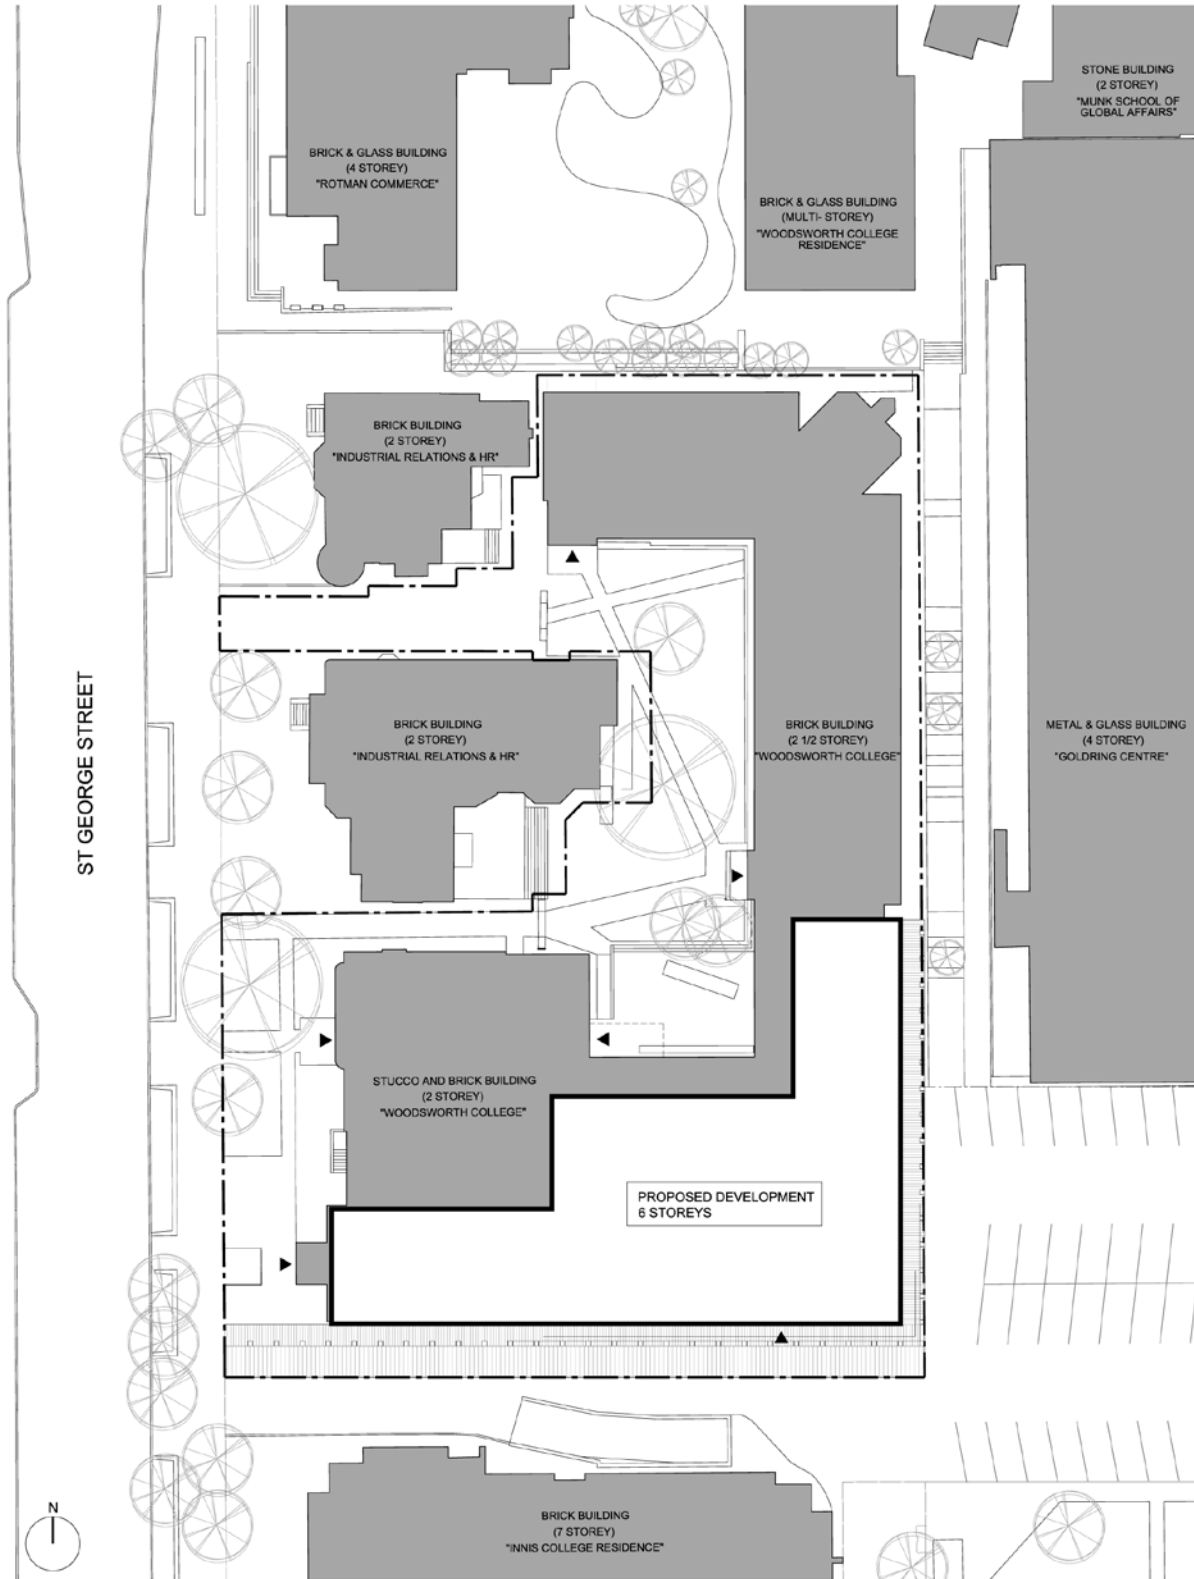 STONE BUILDING
(2 STOREY)
"MUNK SCHOOL OF
GLOBAL AFFAIRS"
BRICK & GLASS BUILDING
(4 STOREY)
"ROTMAN COMMERCE"
BRICK & GLASS BUILDING
(MULTI- STOREY)
"WOODSWORTH COLLEGE
RESIDENCE"
BRICK BUILDING
(2 STOREY)
"INDUSTRIAL RELATIONS & HR"
ST GEORGE STREET
BRICK BUILDING
(2 STOREY)
"INDUSTRIAL RELATIONS & HR"
BRICK BUILDING
(2 1/2 STOREY)
"WOODSWORTH COLLEGE"
METAL & GLASS BUILDING
(4 STOREY)
"GOLDRING CENTRE"
STUCCO AND BRICK BUILDING
(2 STOREY)
"WOODSWORTH COLLEGE"
PROPOSED DEVELOPMENT
6 STOREYS
N
BRICK BUILDING
(7 STOREY)
"INNIS COLLEGE RESIDENCE"